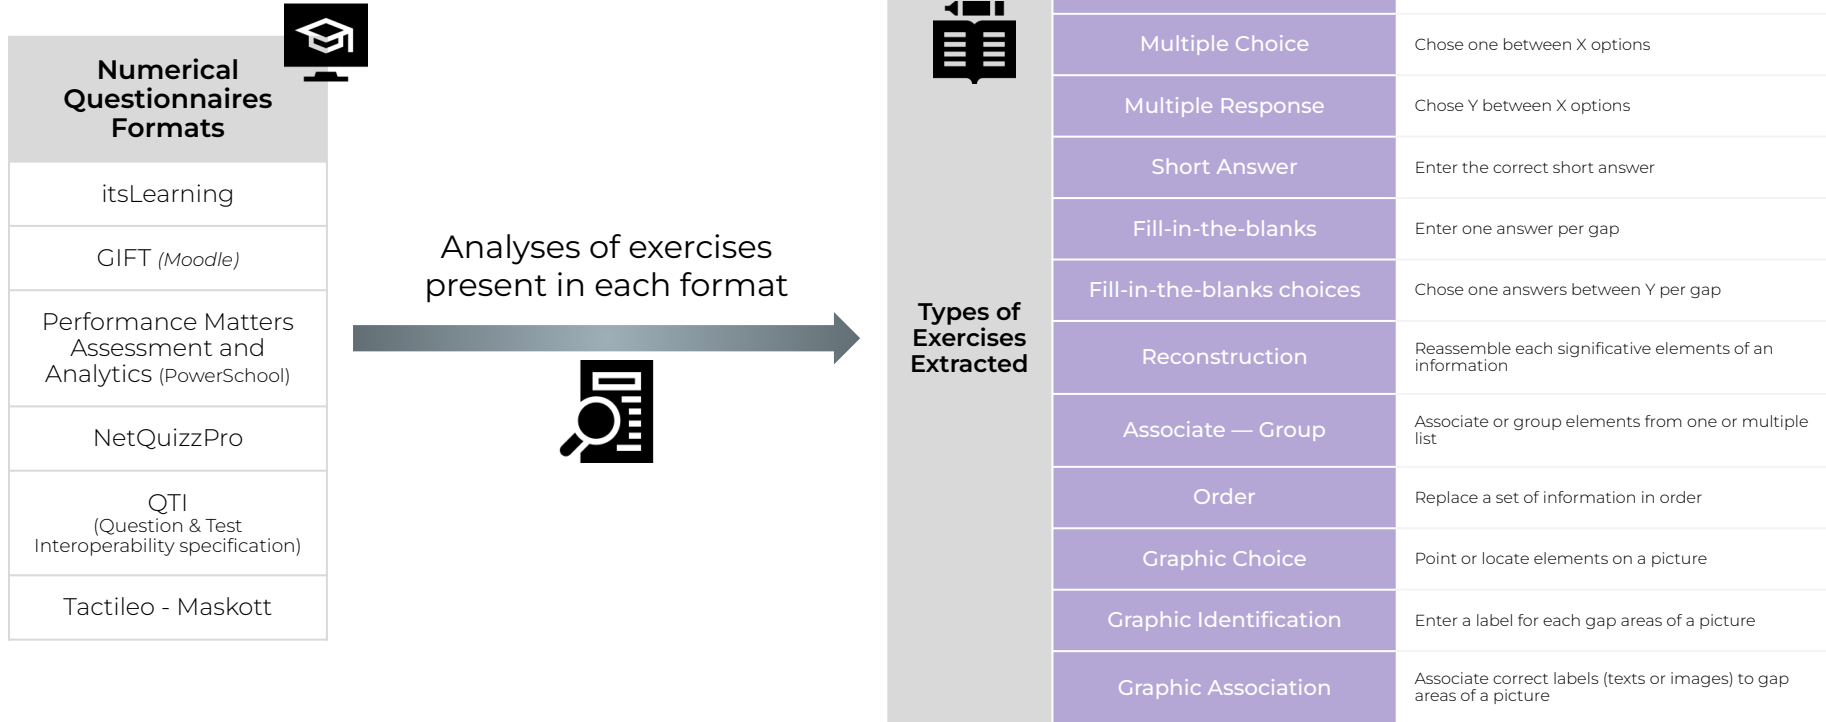 Numerical
Questionnaires
Formats
itsLearning
GIFT (Moodle)
Performance Matters
Assessment and
Analytics (PowerSchool)
NetQuizzPro
QTI
(Question & Test
Interoperability specification)
Tactileo - Maskott
Analyses of exercises
present in each format
Types of
Exercises
Extracted
Multiple Choice
Chose one between X options
Multiple Response
Chose Y between X options
Short Answer
Enter the correct short answer
Fill-in-the-blanks
Enter one answer per gap
Fill-in-the-blanks choices
Chose one answers between Y per gap
Reconstruction
Reassemble each significative elements of an
information
Associate — Group
Associate or group elements from one or multiple
list
Order
Replace a set of information in order
Graphic Choice
Point or locate elements on a picture
Graphic Identification
Enter a label for each gap areas of a picture
Graphic Association
Associate correct labels (texts or images) to gap
areas of a picture